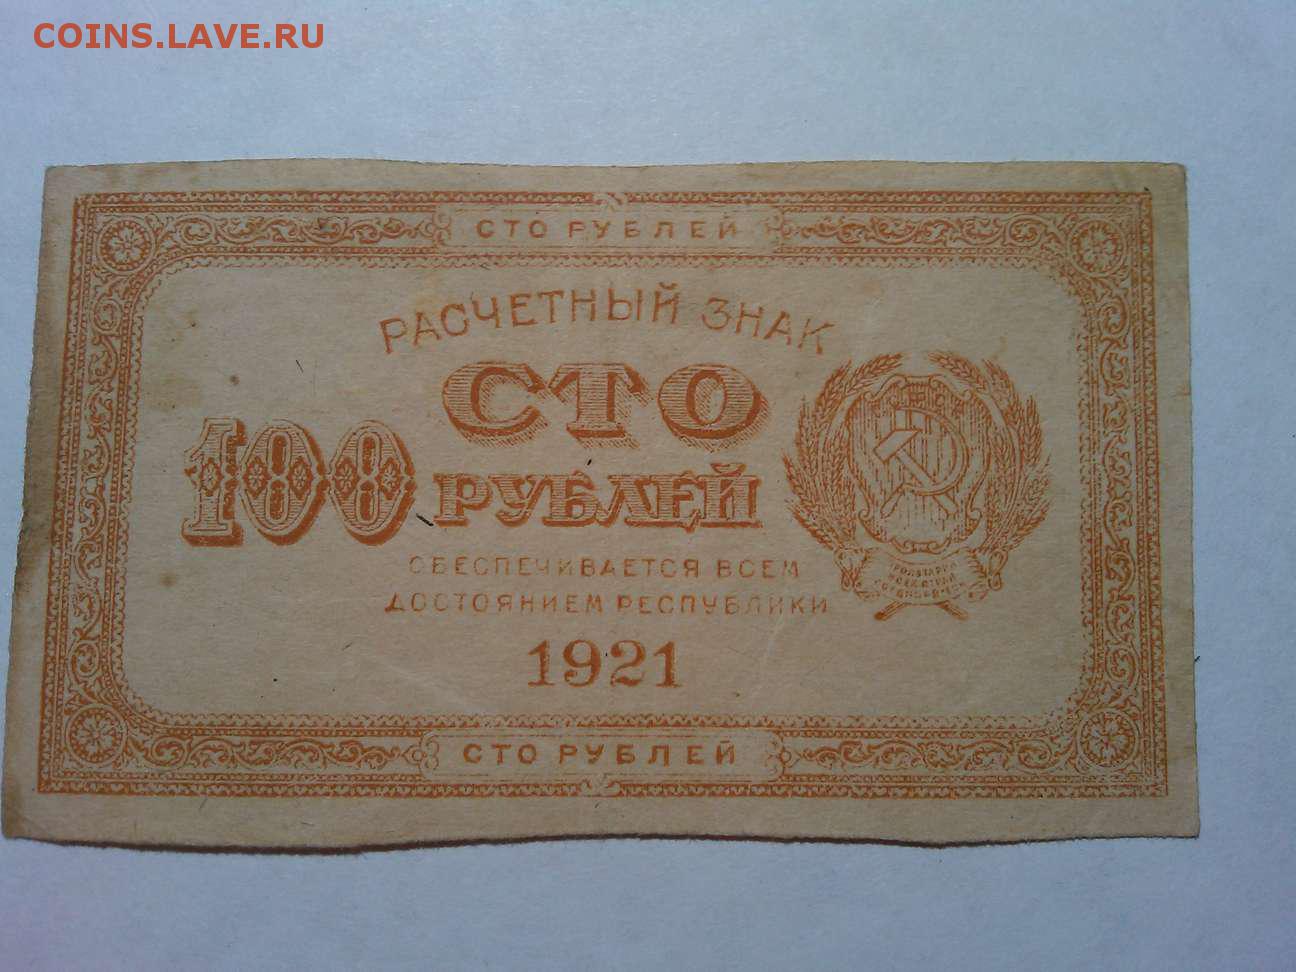 COINS.LAVE.RU
СТО РУБЛЕЙ
РАСЧЕТНЫЙ ЗНАК
СТО
100
РУБЛЕЙ
ОБЕСПЕЧИВАЕТСЯ ВСЕМ
ДОСТОЯНИЕМ РЕСПУБЛИКИ
1921
СТО РУБЛЕЙ